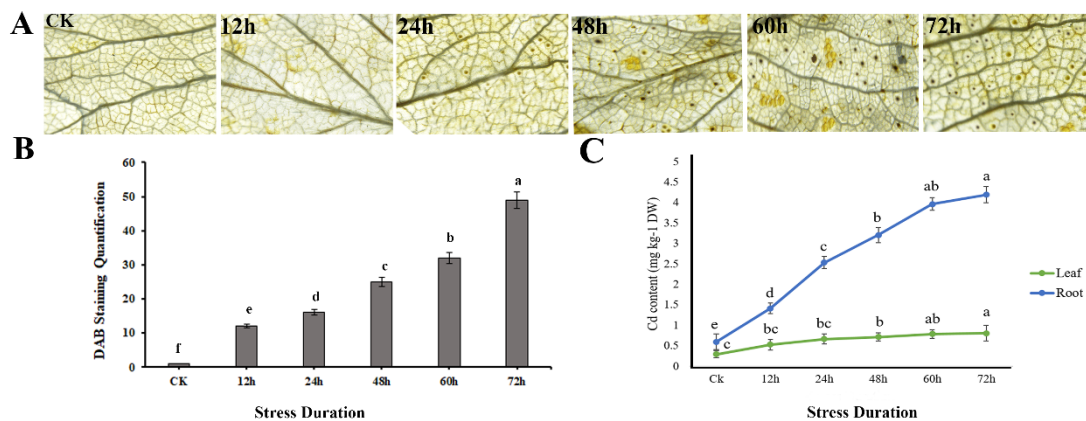 A
CK
12h
24h
48h
60h
72h
B
DAB Staining Quantification
60
50
40
30
20
10
0
f
e
d
c
b
a
CK
12h
24h
48h
60h
72h
Stress Duration
C
Cd content (mg kg-1 DW)
5
4.5
4
3.5
3
2.5
2
1.5
1
0.5
0
e
d
c
b
ab
a
c
bc
bc
b
ab
a
Leaf
Root
Ck
12h
24h
48h
60h
72h
Stress Duration